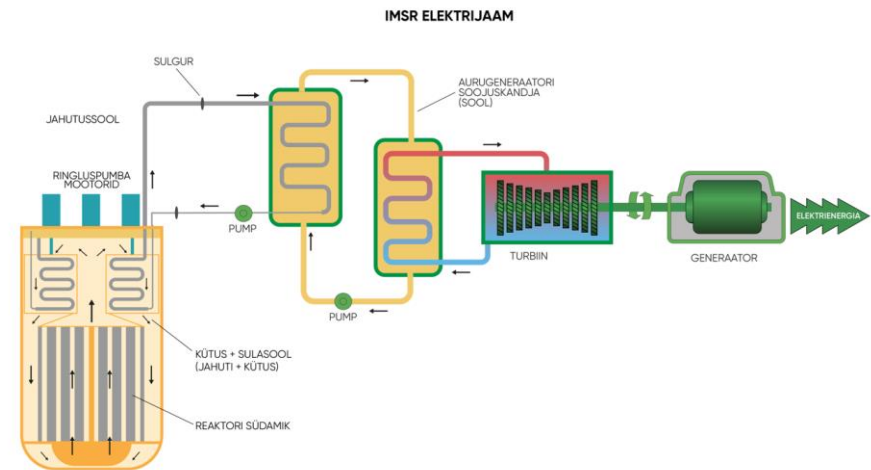 IMSR ELEKTRIJAAM
SULGUR
JAHUTUSSOOL
AURUGENERAATORI
SOOJUSKANDJA
(SOOL)
RINGLUSPUMBA
MOOTORID
PUMP
ELEKTRIENERGIA
TURBIIN
GENERAATOR
PUMP
KÜTUS + SULASOOL
(JAHUTI + KÜTUS)
REAKTORI SÜDAMIK